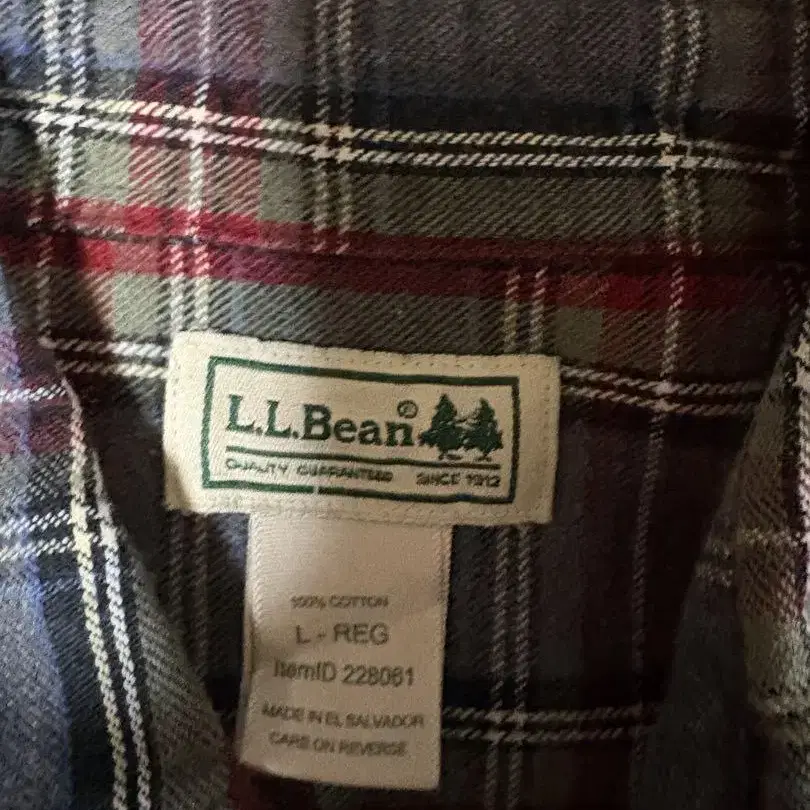 L.L.Bean®
QUALITY GUARANTEED SINCE 1912
100% COTTON
L - REG
ItemID 228061
MADE IN EL SALVADOR
CARE ON REVERSE